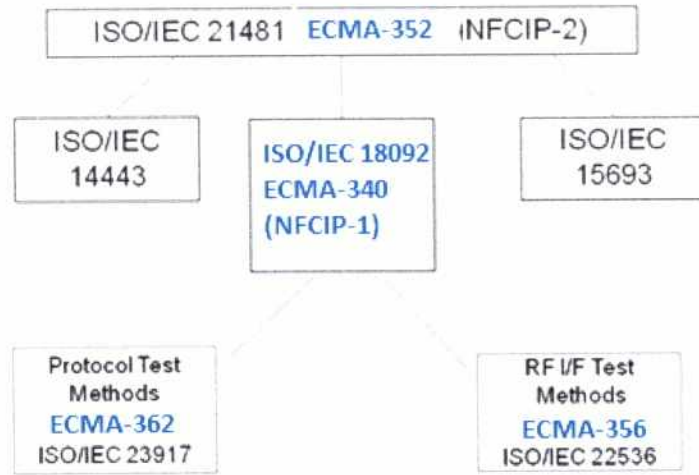 ISO/IEC 21481 ECMA-352 (NFCIP-2)
ISO/IEC
14443
ISO/IEC 18092
ECMA-340
(NFCIP-1)
ISO/IEC
15693
Protocol Test
Methods
ECMA-362
ISO/IEC 23917
RF I/F Test
Methods
ECMA-356
ISO/IEC 22536